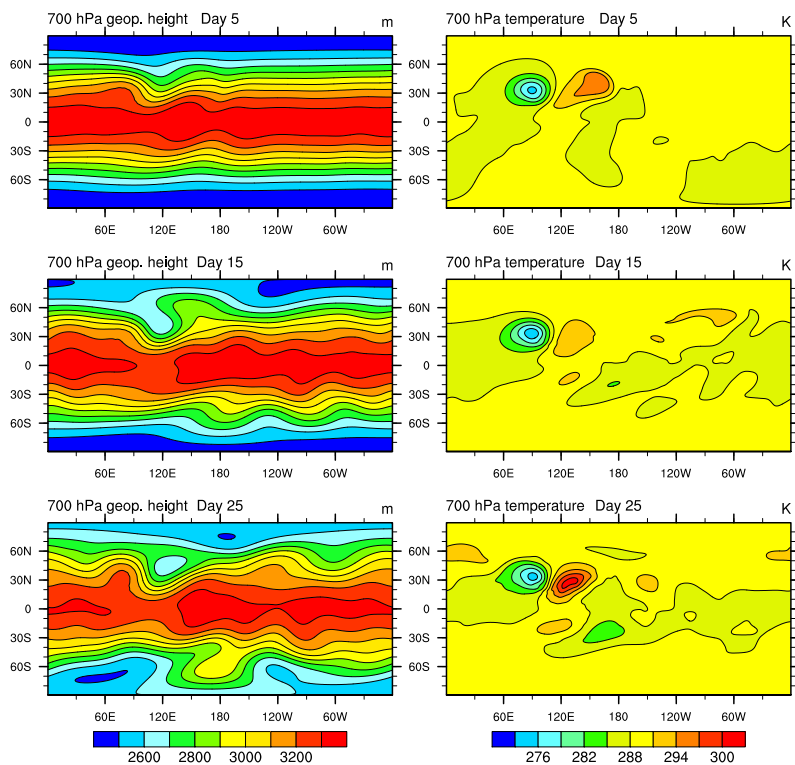 700 hPa geop. height Day 5 m
700 hPa temperature Day 5 K
60N
30N
0
30S
60S
60E 120E 180 120W 60W
60N
30N
0
30S
60S
60E 120E 180 120W 60W
700 hPa geop. height Day 15 m
700 hPa temperature Day 15 K
60N
30N
0
30S
60S
60E 120E 180 120W 60W
60N
30N
0
30S
60S
60E 120E 180 120W 60W
700 hPa geop. height Day 25 m
700 hPa temperature Day 25 K
60N
30N
0
30S
60S
60E 120E 180 120W 60W
60N
30N
0
30S
60S
60E 120E 180 120W 60W
2600 2800 3000 3200
276 282 288 294 300